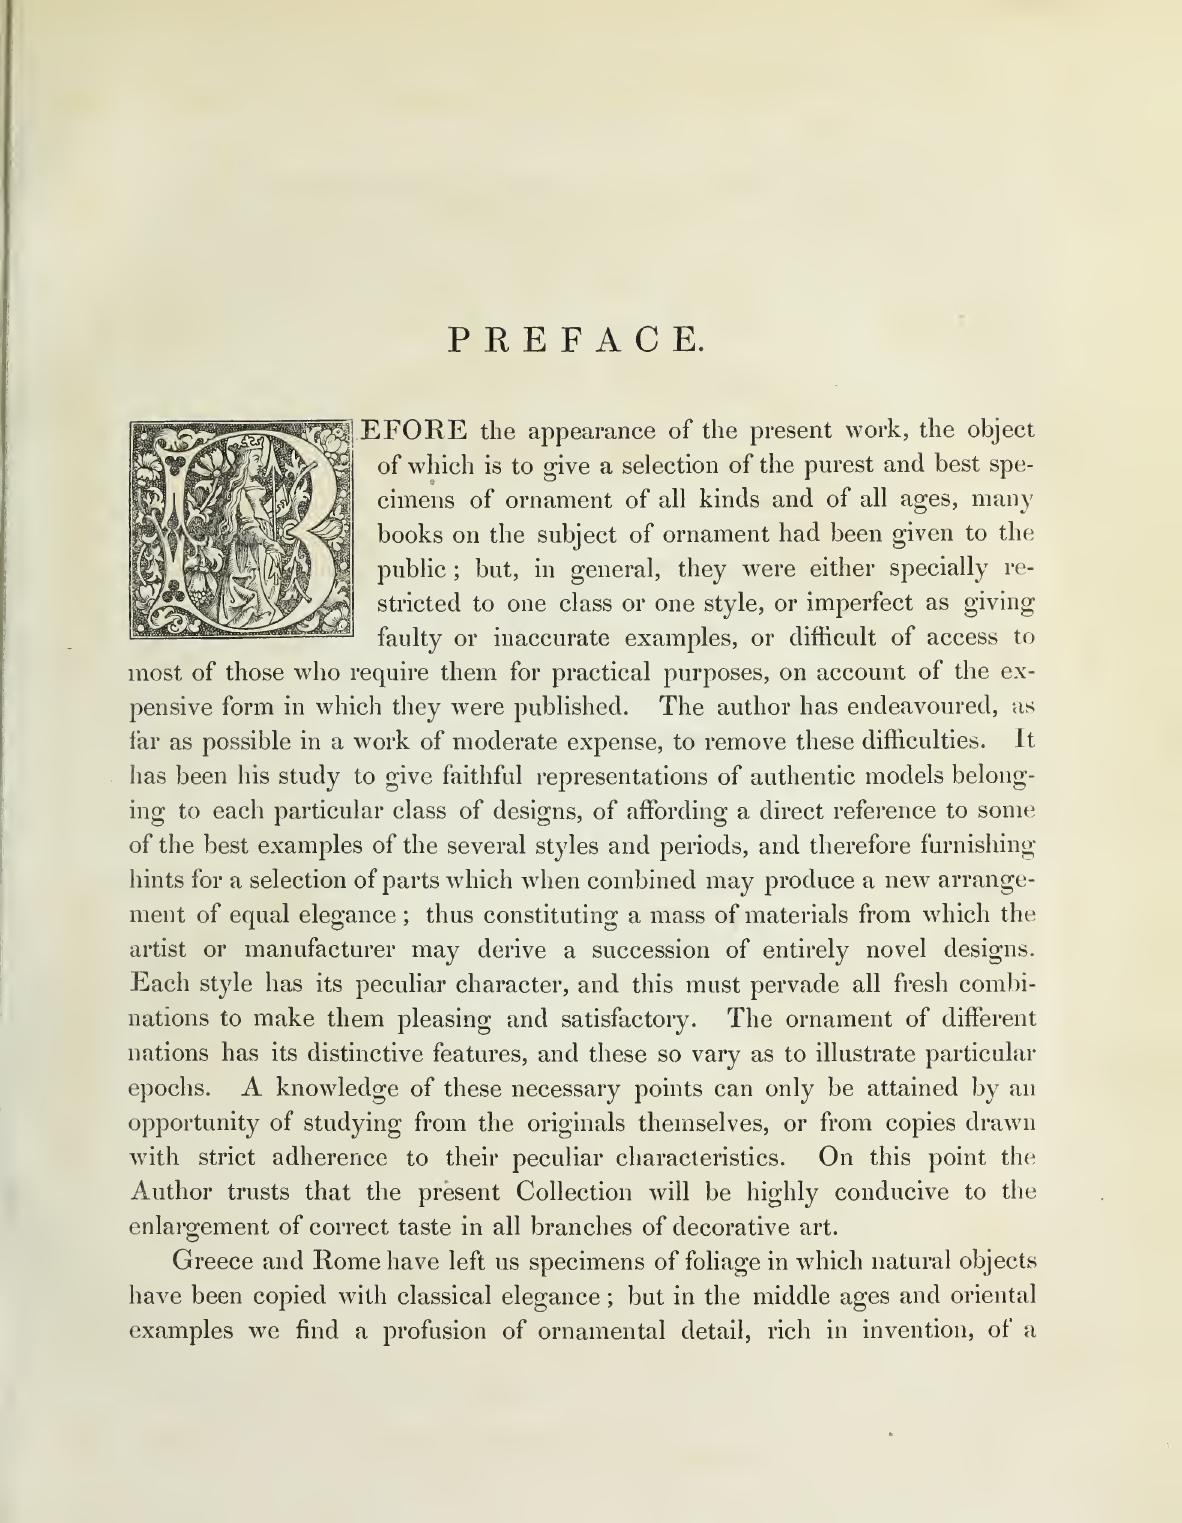 PREFACE.
BEFORE the appearance of the present work, the object
of which is to give a selection of the purest and best spe-
cimens of ornament of all kinds and of all ages, many
books on the subject of ornament had been given to the
public ; but, in general, they were either specially re-
stricted to one class or one style, or imperfect as giving
faulty or inaccurate examples, or difficult of access to
most of those who require them for practical purposes, on account of the ex-
pensive form in which they were published. The author has endeavoured, as
far as possible in a work of moderate expense, to remove these difficulties. It
has been his study to give faithful representations of authentic models belong-
ing to each particular class of designs, of affording a direct reference to some
of the best examples of the several styles and periods, and therefore furnishing
hints for a selection of parts which when combined may produce a new arrange-
ment of equal elegance ; thus constituting a mass of materials from which the
artist or manufacturer may derive a succession of entirely novel designs.
Each style has its peculiar character, and this must pervade all fresh combi-
nations to make them pleasing and satisfactory. The ornament of different
nations has its distinctive features, and these so vary as to illustrate particular
epochs. A knowledge of these necessary points can only be attained by an
opportunity of studying from the originals themselves, or from copies drawn
with strict adherence to their peculiar characteristics. On this point the
Author trusts that the present Collection will be highly conducive to the
enlargement of correct taste in all branches of decorative art.
Greece and Rome have left us specimens of foliage in which natural objects
have been copied with classical elegance ; but in the middle ages and oriental
examples we find a profusion of ornamental detail, rich in invention, of a